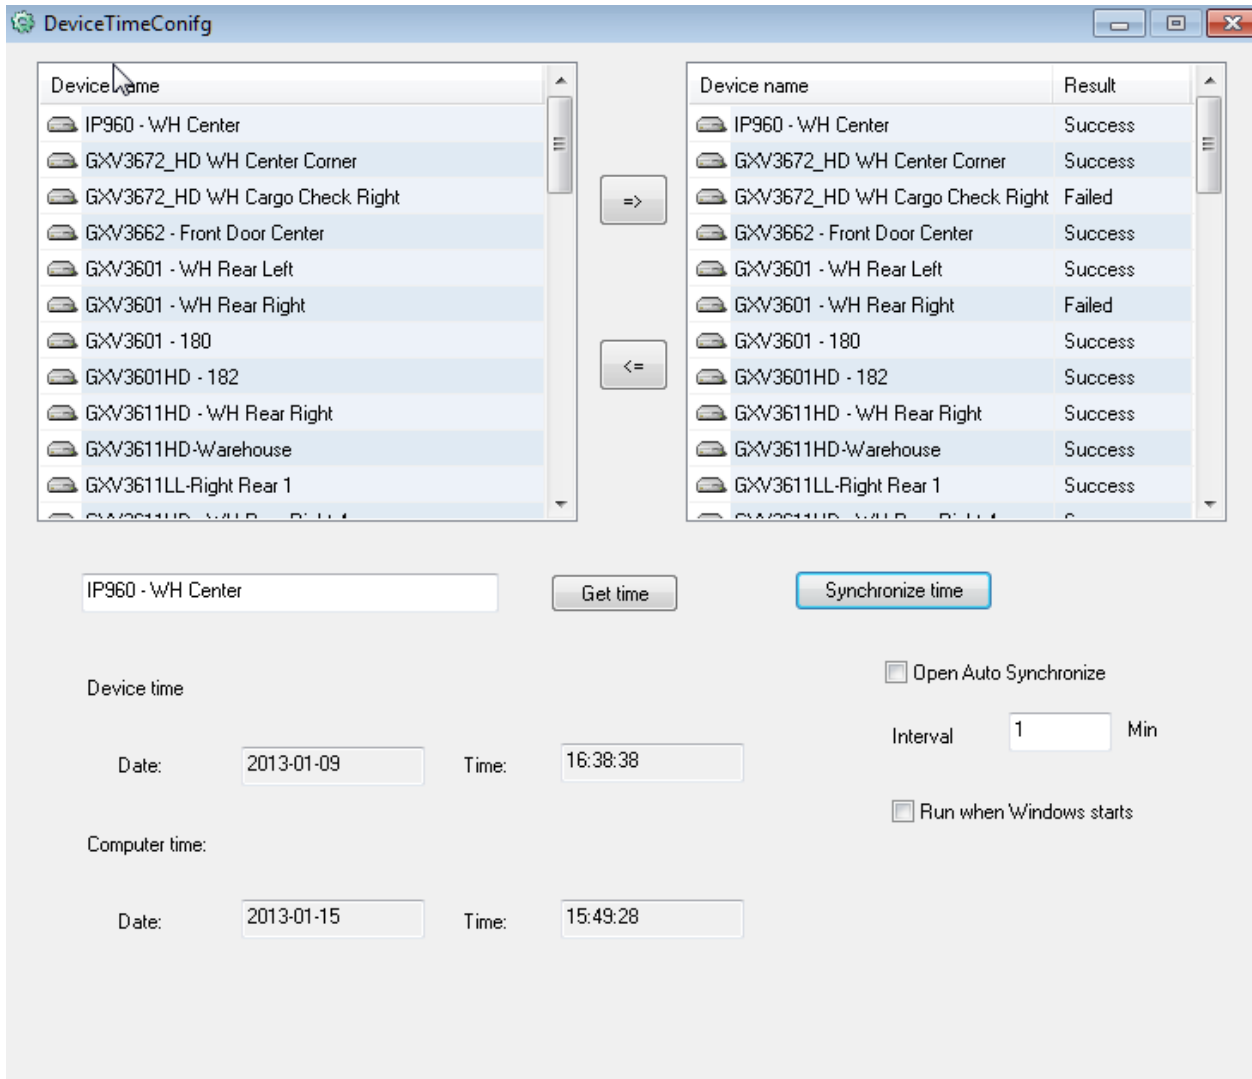 DeviceTimeConifg
Device name
IP960 - WH Center
GXV3672_HD WH Center Corner
GXV3672_HD WH Cargo Check Right
GXV3662 - Front Door Center
GXV3601 - WH Rear Left
GXV3601 - WH Rear Right
GXV3601 - 180
GXV3601HD - 182
GXV3611HD - WH Rear Right
GXV3611HD-Warehouse
GXV3611LL-Right Rear 1
=>
<=
Device name Result
IP960 - WH Center Success
GXV3672_HD WH Center Corner Success
GXV3672_HD WH Cargo Check Right Failed
GXV3662 - Front Door Center Success
GXV3601 - WH Rear Left Success
GXV3601 - WH Rear Right Failed
GXV3601 - 180 Success
GXV3601HD - 182 Success
GXV3611HD - WH Rear Right Success
GXV3611HD-Warehouse Success
GXV3611LL-Right Rear 1 Success
IP960 - WH Center Get time Synchronize time
Device time
Date: 2013-01-09 Time: 16:38:38
Computer time:
Date: 2013-01-15 Time: 15:49:28
Open Auto Synchronize
Interval 1 Min
Run when Windows starts